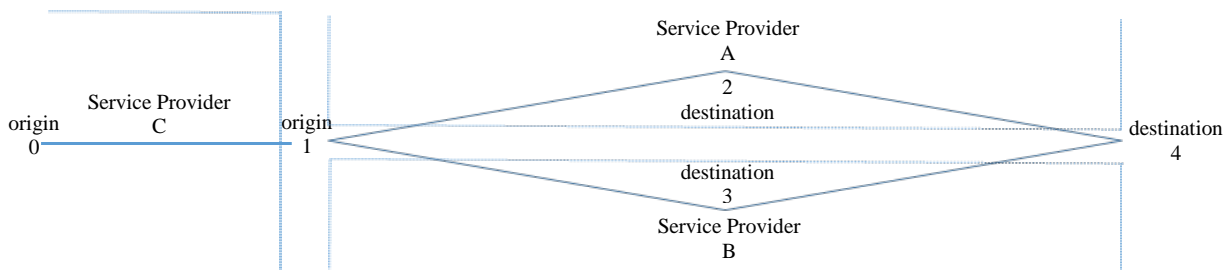 Service Provider
C
origin
0
origin
1
Service Provider
A
2
destination
destination
3
Service Provider
B
destination
4